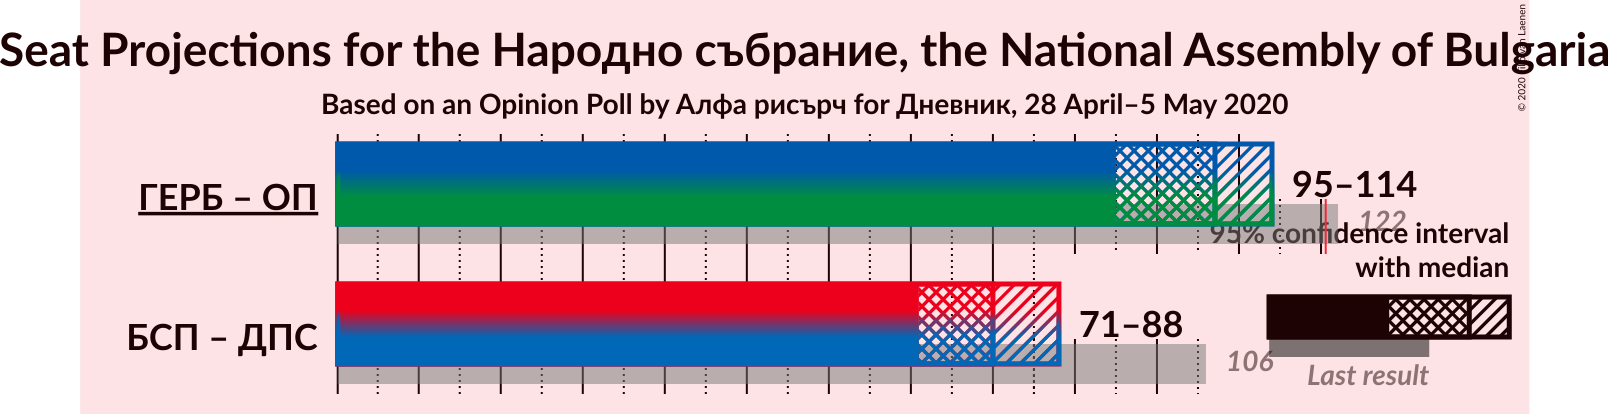 Seat Projections for the Народно събрание, the National Assembly of Bulgaria
Based on an Opinion Poll by Алфа рисърч for Дневник, 28 April–5 May 2020
ГЕРБ – ОП
95–114
122
95% confidence interval
with median
БСП – ДПС
71–88
106
Last result
© 2020 Laenen